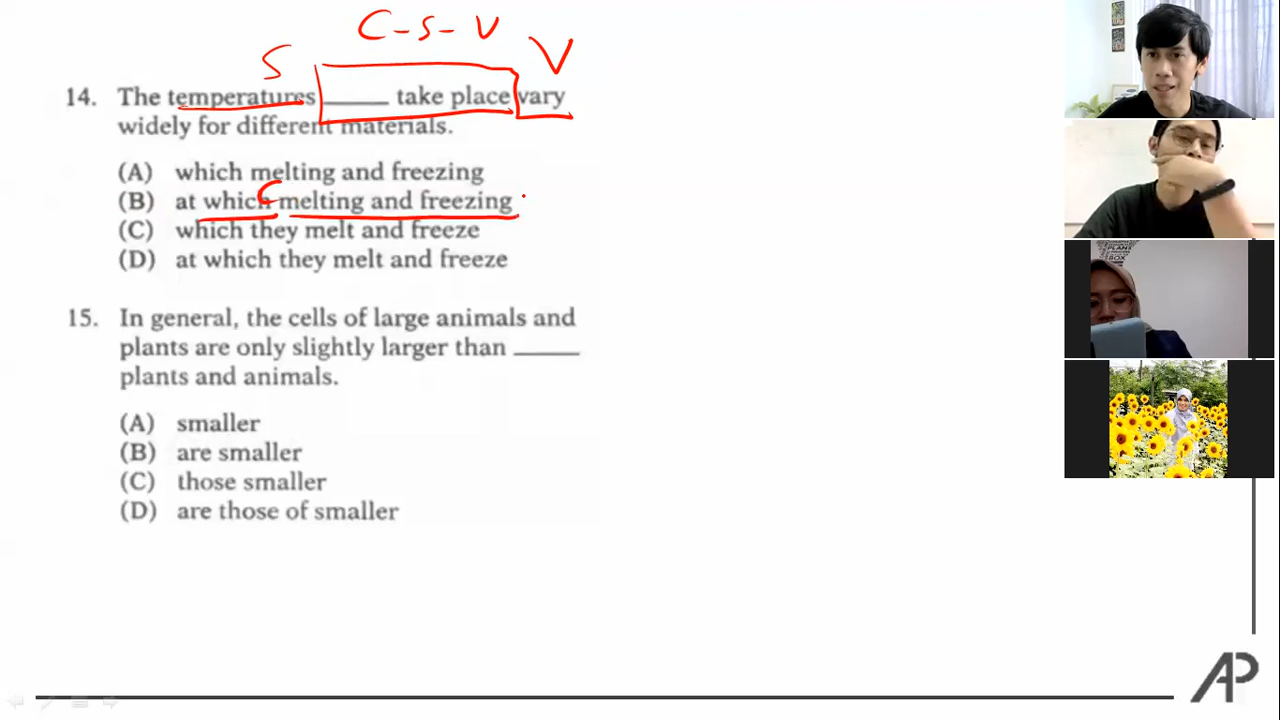 C-S-V
S V
14. The temperatures ______ take place vary
widely for different materials.
(A) which melting and freezing
C
(B) at which melting and freezing
(C) which they melt and freeze
(D) at which they melt and freeze
15. In general, the cells of large animals and
plants are only slightly larger than ______
plants and animals.
(A) smaller
(B) are smaller
(C) those smaller
(D) are those of smaller
PLANS
BOX
AP